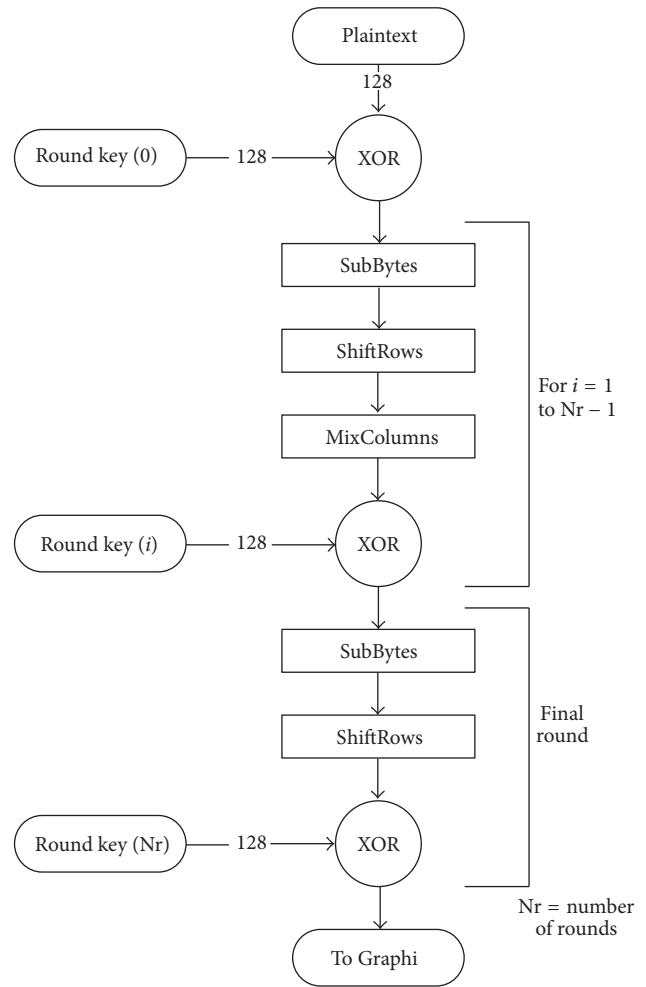 Plaintext
128
Round key (0)
128
XOR
SubBytes
ShiftRows
For i = 1
to Nr − 1
MixColumns
Round key (i)
128
XOR
SubBytes
Final
round
ShiftRows
Round key (Nr)
128
XOR
Nr = number
of rounds
To Graphi